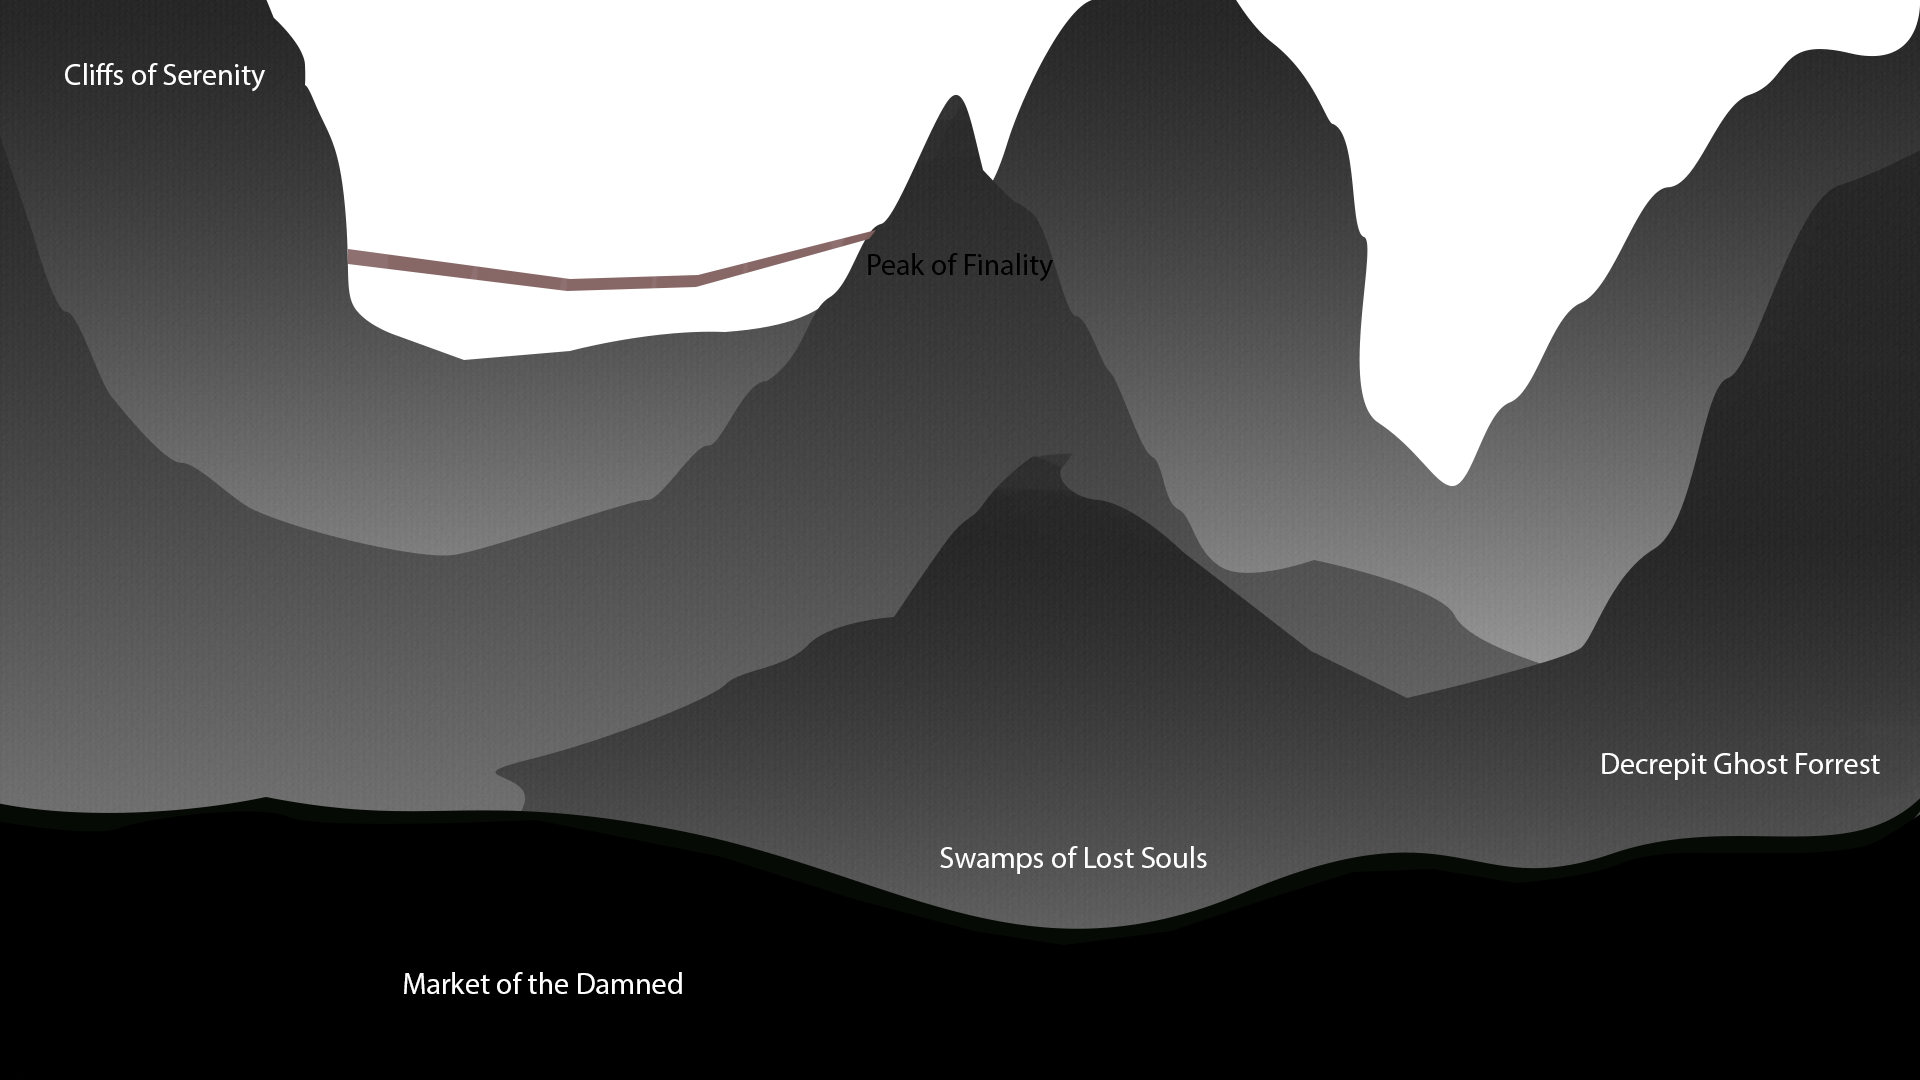 Cliffs of Serenity
Peak of Finality
Decrepit Ghost Forrest
Swamps of Lost Souls
Market of the Damned